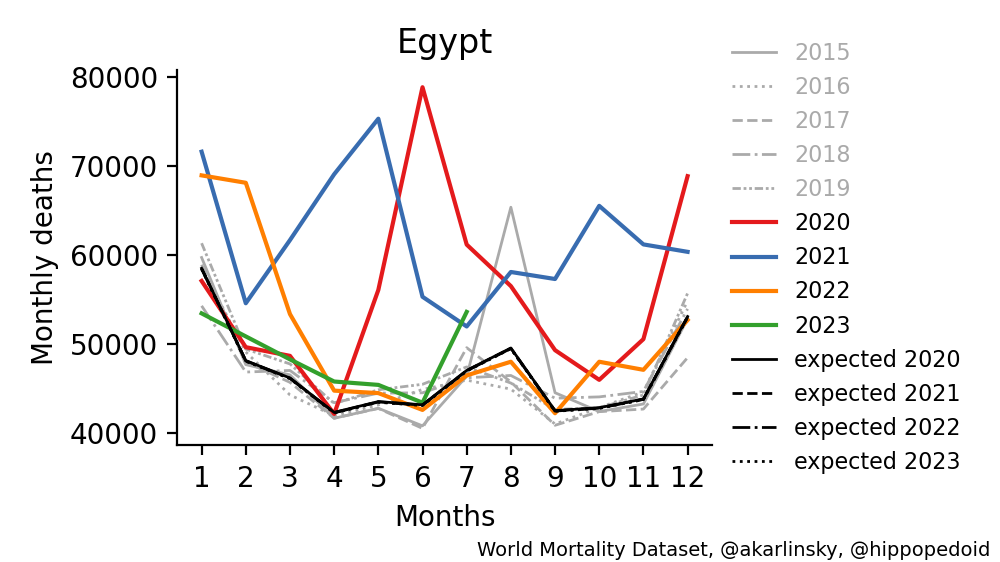 Egypt
80000
70000
60000
50000
40000
Monthly deaths
1 2 3 4 5 6 7 8 9 10 11 12
Months
2015
2016
2017
2018
2019
2020
2021
2022
2023
expected 2020
expected 2021
expected 2022
expected 2023
World Mortality Dataset, @akarlinsky, @hippopedoid